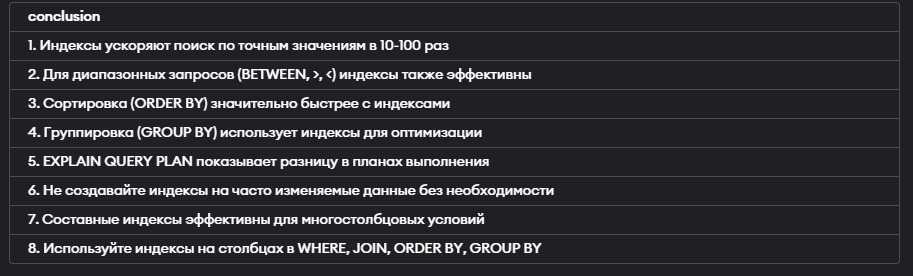 conclusion
1. Индексы ускоряют поиск по точным значениям в 10-100 раз
2. Для диапазонных запросов (BETWEEN, >, <) индексы также эффективны
3. Сортировка (ORDER BY) значительно быстрее с индексами
4. Группировка (GROUP BY) использует индексы для оптимизации
5. EXPLAIN QUERY PLAN показывает разницу в планах выполнения
6. Не создавайте индексы на часто изменяемые данные без необходимости
7. Составные индексы эффективны для многостолбцовых условий
8. Используйте индексы на столбцах в WHERE, JOIN, ORDER BY, GROUP BY